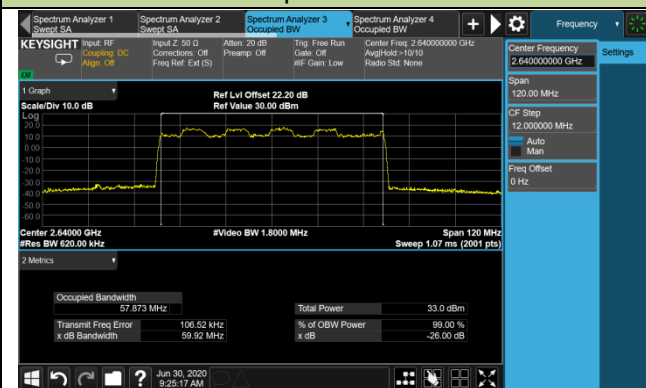 Spectrum Analyzer 1 Spectrum Analyzer 2 Spectrum Analyzer 3 Spectrum Analyzer 4 Frequency
Swept SA Swept SA Occupied BW Occupied BW
KEYSIGHT Input: RF Input Z: 50 Ω Atten: 20 dB Trig: Free Run Center Freq: 2.640000000 GHz
Coupling: DC Corrections: Off Preamp: Off Gate: Off Avg|Hold:>10/10
Align: Off Freq Ref: Ext (S) #IF Gain: Low Radio Std: None
LXI
Center Frequency Settings
2.640000000 GHz
Span
120.00 MHz
CF Step
12.000000 MHz
Auto
Man
Freq Offset
0 Hz
1 Graph
Ref Lvl Offset 22.20 dB
Scale/Div 10.0 dB Ref Value 30.00 dBm
Log
20.0
10.0
0.00
-10.0
-20.0
-30.0
-40.0
-50.0
-60.0
Center 2.64000 GHz #Video BW 1.8000 MHz Span 120 MHz
#Res BW 620.00 kHz Sweep 1.07 ms (2001 pts)
2 Metrics
Occupied Bandwidth
57.873 MHz Total Power 33.0 dBm
Transmit Freq Error 106.52 kHz % of OBW Power 99.00 %
x dB Bandwidth 59.92 MHz x dB -26.00 dB
? Jun 30, 2020
9:25:17 AM